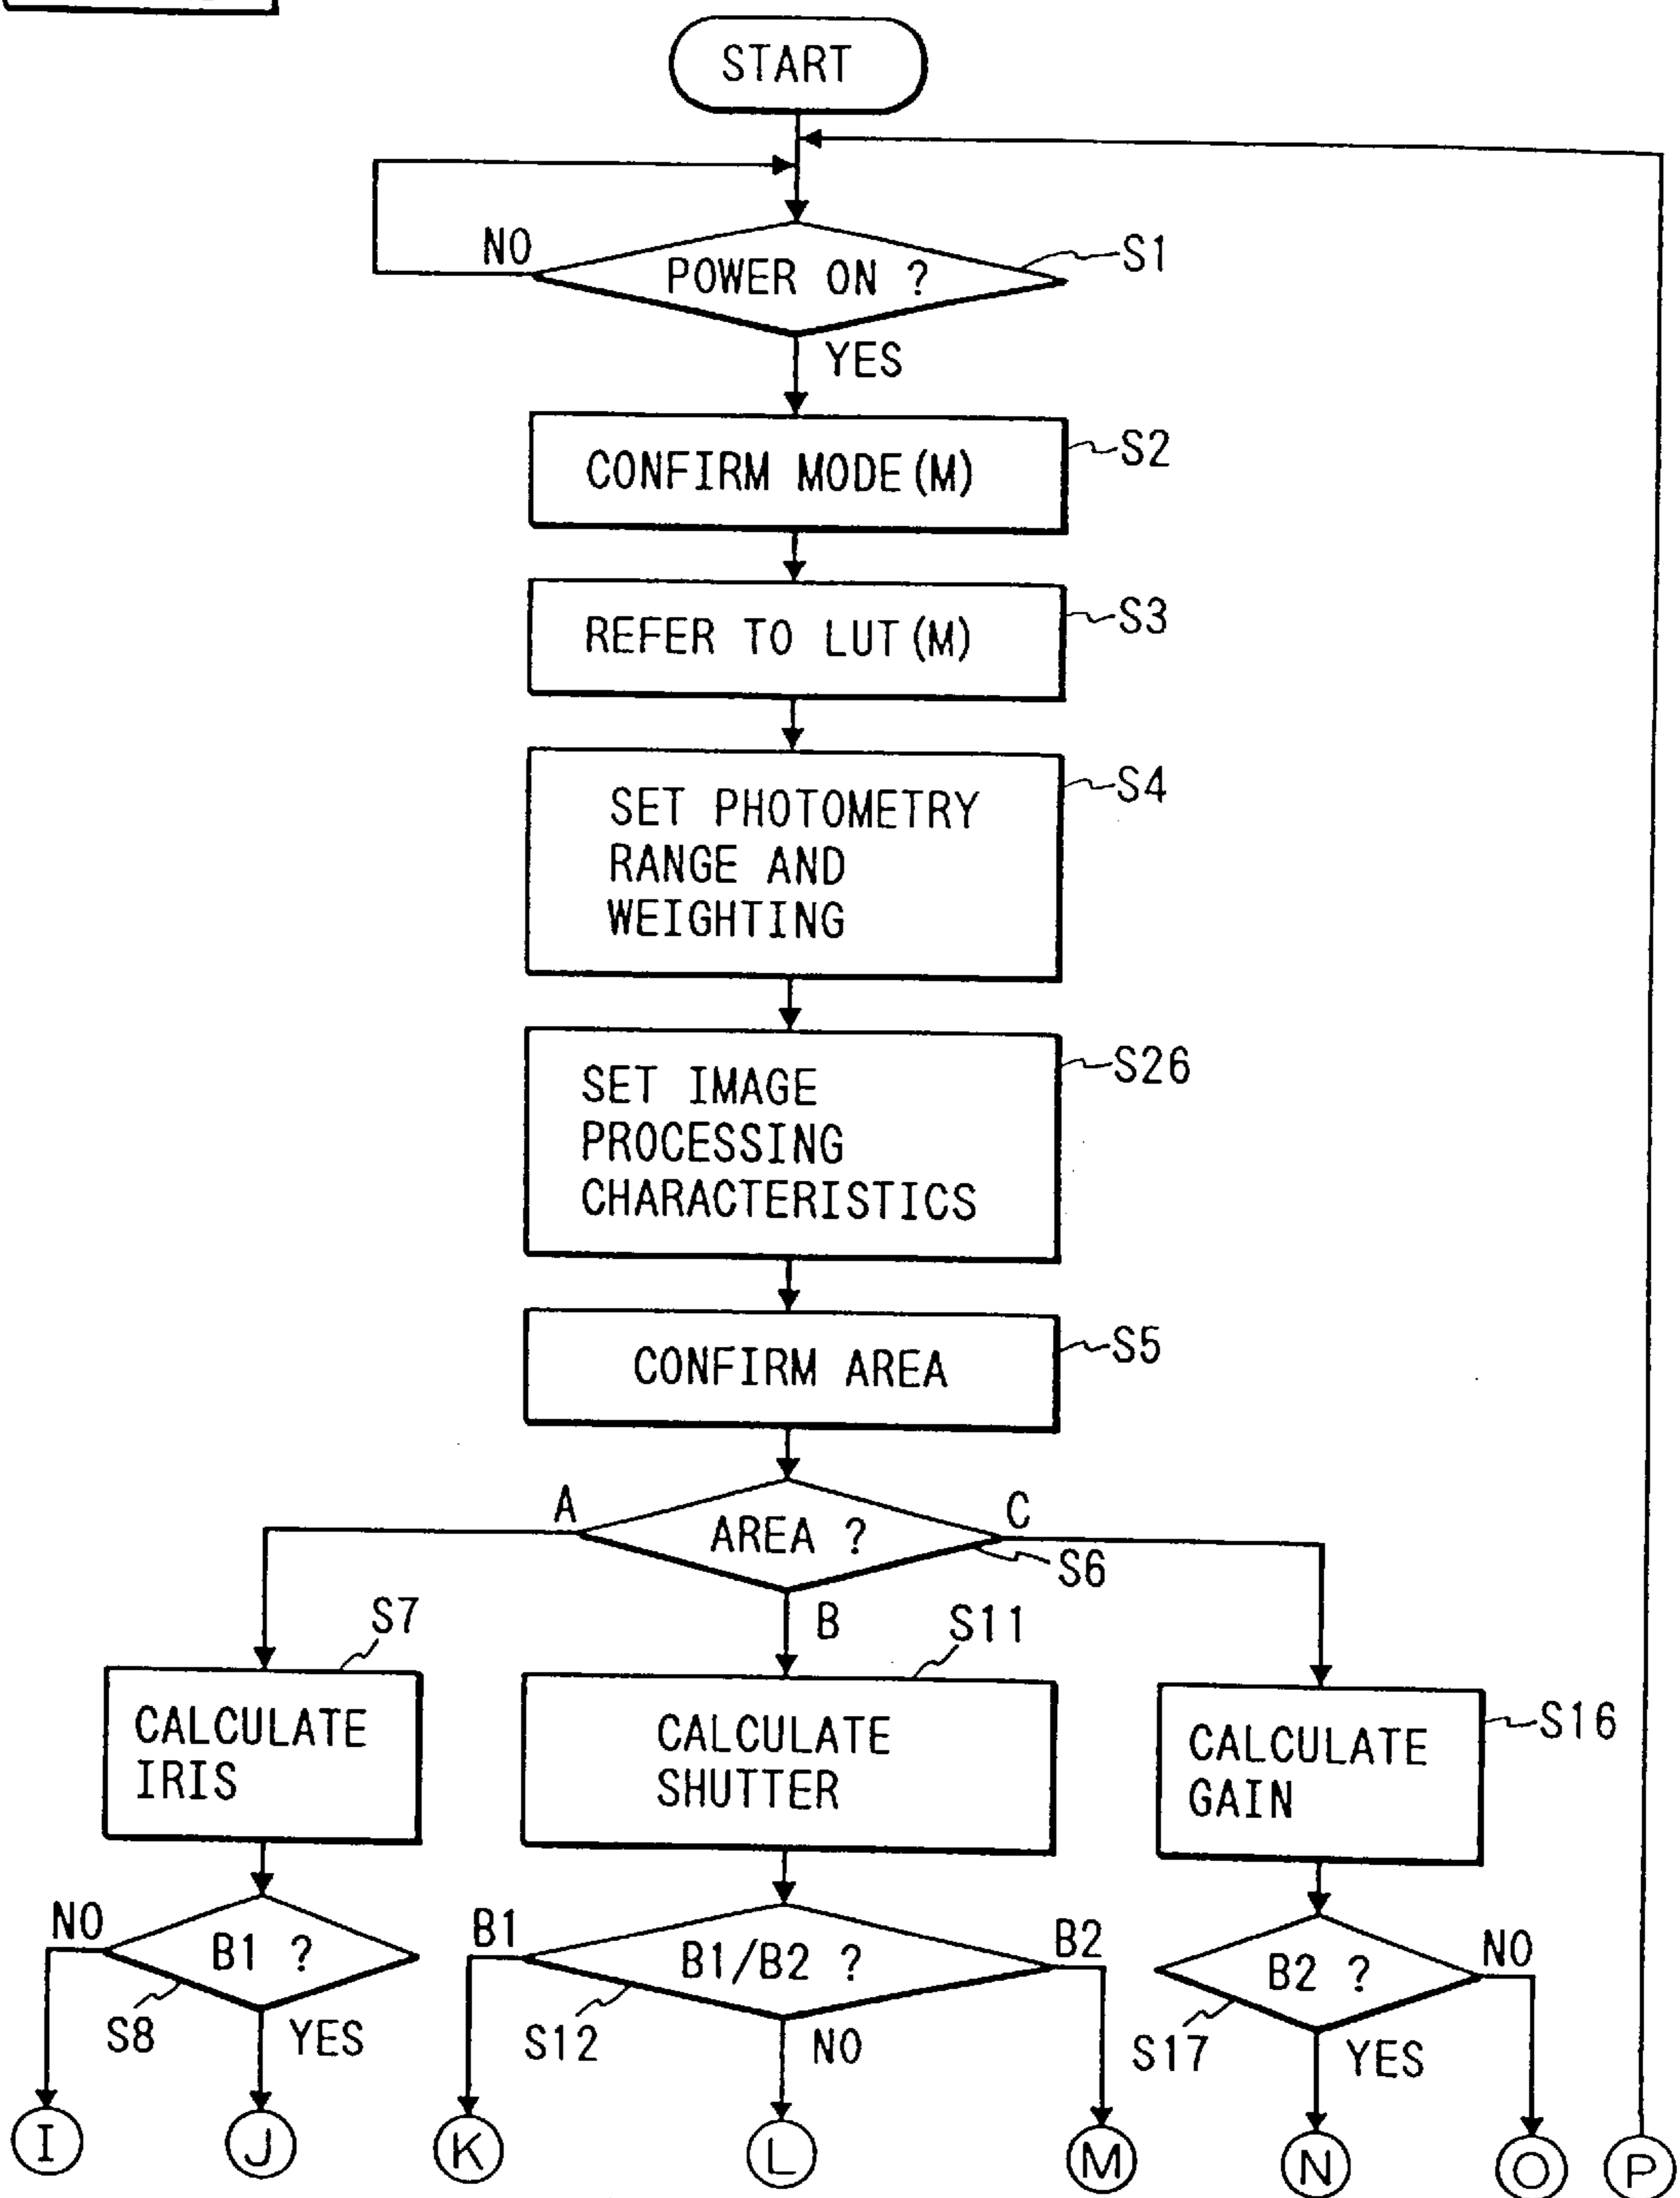 START
NO
POWER ON ?
S1
YES
CONFIRM MODE(M)
S2
REFER TO LUT(M)
S3
SET PHOTOMETRY
RANGE AND
WEIGHTING
S4
SET IMAGE
PROCESSING
CHARACTERISTICS
S26
CONFIRM AREA
S5
A
AREA ?
C
S6
B
S7
S11
CALCULATE
IRIS
CALCULATE
SHUTTER
CALCULATE
GAIN
S16
NO
B1 ?
S8
YES
B1
B1/B2 ?
B2
S12
NO
B2 ?
NO
S17
YES
I
J
K
L
M
N
O
P